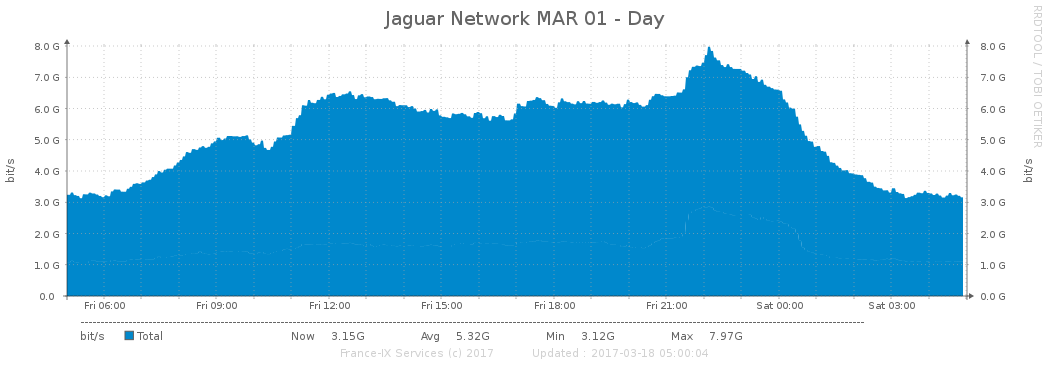 Jaguar Network MAR 01 - Day
RRDTOOL / TOBI OETIKER
bit/s
8.0 G
7.0 G
6.0 G
5.0 G
4.0 G
3.0 G
2.0 G
1.0 G
0.0
8.0 G
7.0 G
6.0 G
5.0 G
4.0 G
3.0 G
2.0 G
1.0 G
0.0 G
bit/s
Fri 06:00 Fri 09:00 Fri 12:00 Fri 15:00 Fri 18:00 Fri 21:00 Sat 00:00 Sat 03:00
bit/s Total Now 3.15G Avg 5.32G Min 3.12G Max 7.97G
France-IX Services (c) 2017 Updated : 2017-03-18 05:00:04